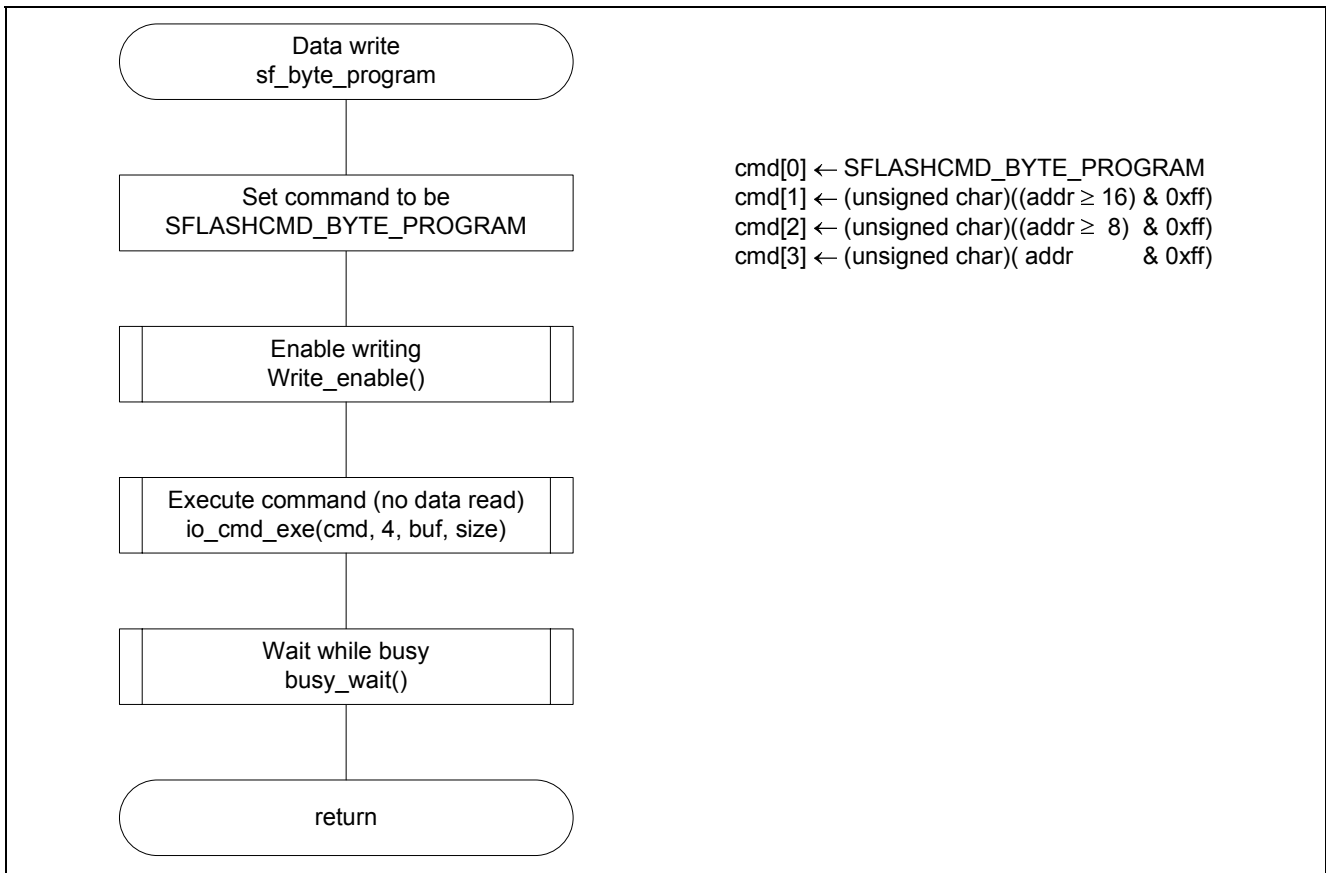 Data write
sf_byte_program
Set command to be
SFLASHCMD_BYTE_PROGRAM
cmd[0] ← SFLASHCMD_BYTE_PROGRAM
cmd[1] ← (unsigned char)((addr ≥ 16) & 0xff)
cmd[2] ← (unsigned char)((addr ≥ 8) & 0xff)
cmd[3] ← (unsigned char)( addr & 0xff)
Enable writing
Write_enable()
Execute command (no data read)
io_cmd_exe(cmd, 4, buf, size)
Wait while busy
busy_wait()
return